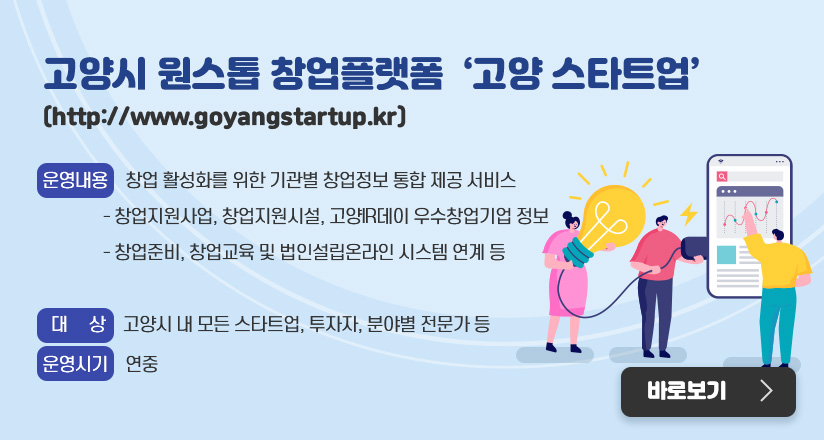 고양시 원스톱 창업플랫폼 ‘고양 스타트업’
(http://www.goyangstartup.kr)
운영내용 창업 활성화를 위한 기관별 창업정보 통합 제공 서비스
- 창업지원사업, 창업지원시설, 고양IR데이 우수창업기업 정보
- 창업준비, 창업교육 및 법인설립온라인 시스템 연계 등
대 상 고양시 내 모든 스타트업, 투자자, 분야별 전문가 등
운영시기 연중
바로보기